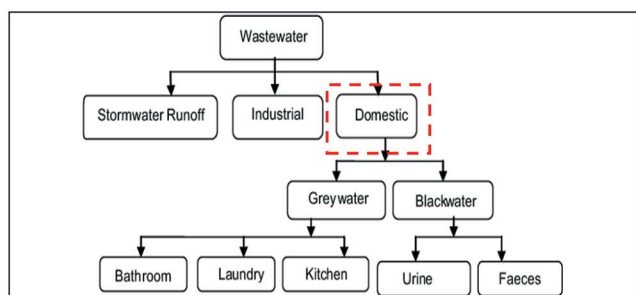 Wastewater
Stormwater Runoff
Industrial
Domestic
Greywater
Blackwater
Bathroom
Laundry
Kitchen
Urine
Faeces